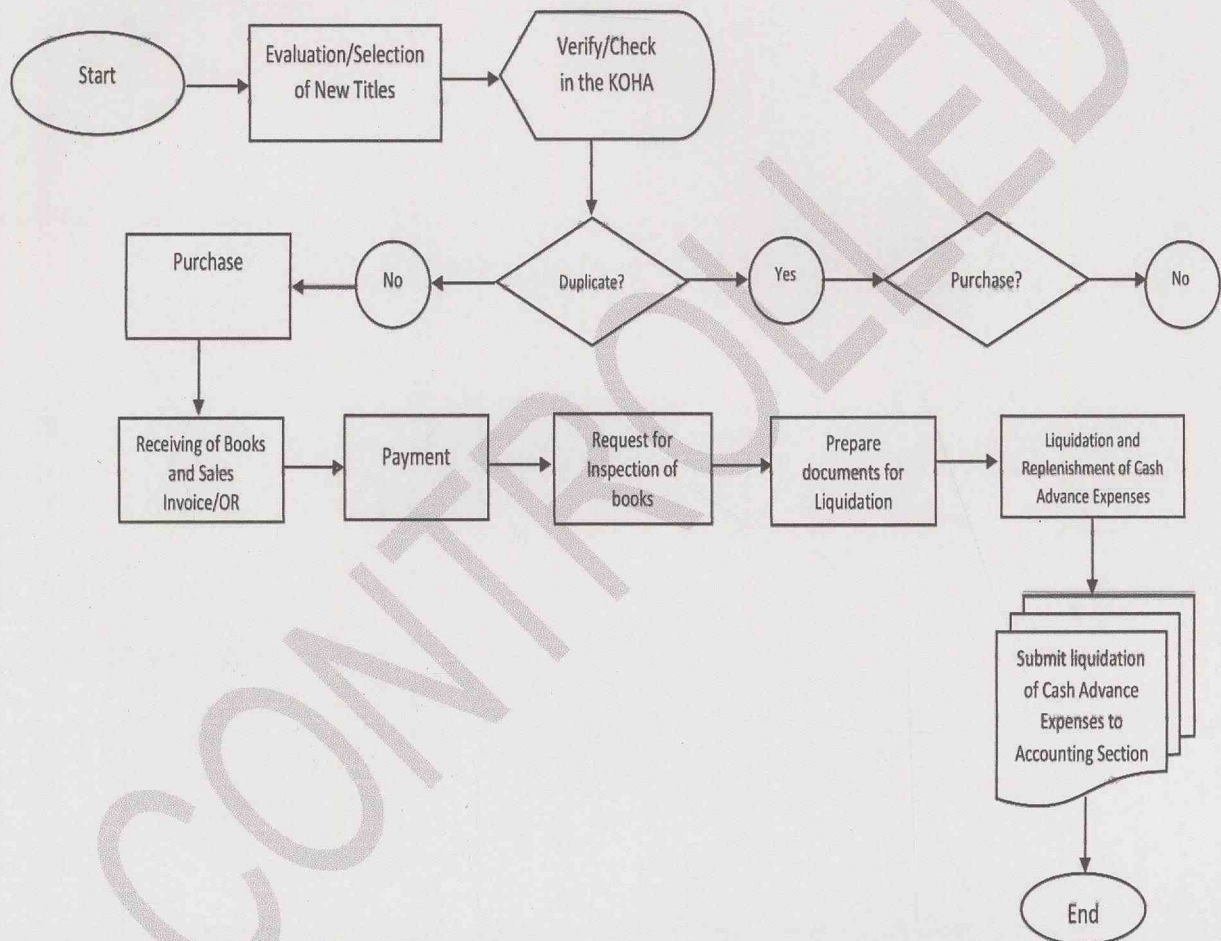 Start
Evaluation/Selection
of New Titles
Verify/Check
in the KOHA
Purchase
No
Duplicate?
Yes
Purchase?
No
Receiving of Books
and Sales
Invoice/OR
Payment
Request for
Inspection of
books
Prepare
documents for
Liquidation
Liquidation and
Replenishment of Cash
Advance Expenses
Submit liquidation
of Cash Advance
Expenses to
Accounting Section
End
CONTROLLED